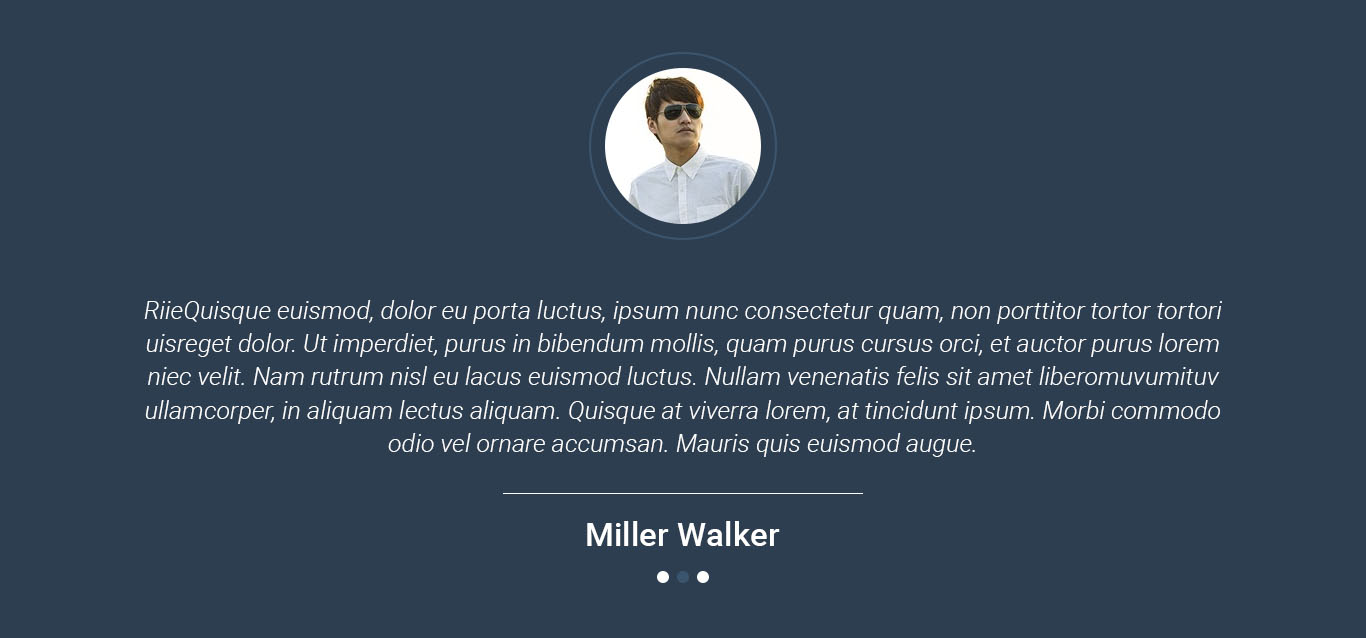 RiieQuisque euismod, dolor eu porta luctus, ipsum nunc consectetur quam, non porttitor tortor tortori
uisreget dolor. Ut imperdiet, purus in bibendum mollis, quam purus cursus orci, et auctor purus lorem
niec velit. Nam rutrum nisl eu lacus euismod luctus. Nullam venenatis felis sit amet liberomuvumituv
ullamcorper, in aliquam lectus aliquam. Quisque at viverra lorem, at tincidunt ipsum. Morbi commodo
odio vel ornare accumsan. Mauris quis euismod augue.
Miller Walker